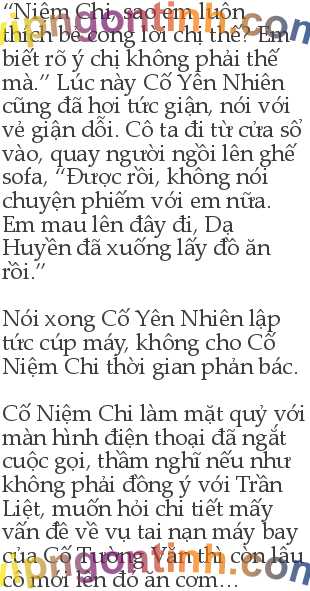 “Niệm Chi, sao em luôn
thích bẻ cong lời chị thế? Em
biết rõ ý chị không phải thế
mà.” Lúc này Cố Yên Nhiên
cũng đã hơi tức giận, nói với
vẻ giận dỗi. Cô ta đi từ cửa sổ
vào, quay người ngồi lên ghế
sofa, “Được rồi, không nói
chuyện phiếm với em nữa.
Em mau lên đây đi, Dạ
Huyền đã xuống lấy đồ ăn
rồi.”
Nói xong Cố Yên Nhiên lập
tức cúp máy, không cho Cố
Niệm Chi thời gian phản bác.
Cố Niệm Chi làm mặt quỷ với
màn hình điện thoại đã ngắt
cuộc gọi, thầm nghĩ nếu như
không phải đồng ý với Trần
Liệt, muốn hỏi chi tiết mấy
vấn đề về vụ tai nạn máy bay
của Cố Tường Văn thì còn lâu
cô mới lên đó ăn cơm…
vipngontinh.com